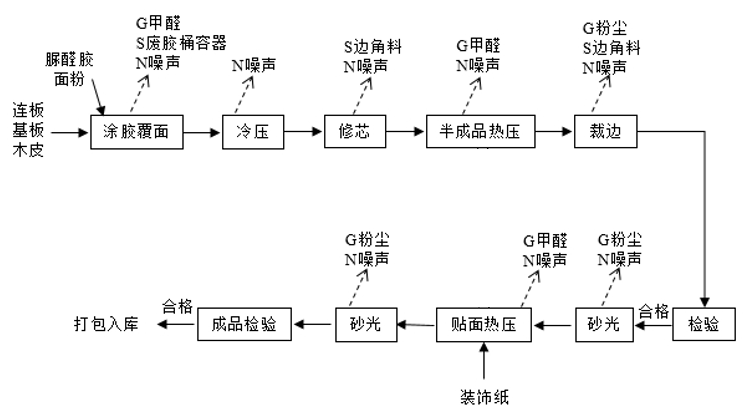 G甲醛
S废胶桶容器
N噪声
脲醛胶
面粉
N噪声
S边角料
N噪声
G甲醛
N噪声
G粉尘
S边角料
N噪声
连板
基板
木皮
涂胶覆面
冷压
修芯
半成品热压
裁边
G粉尘
N噪声
G甲醛
N噪声
G粉尘
N噪声
打包入库
合格
成品检验
砂光
贴面热压
砂光
合格
检验
装饰纸